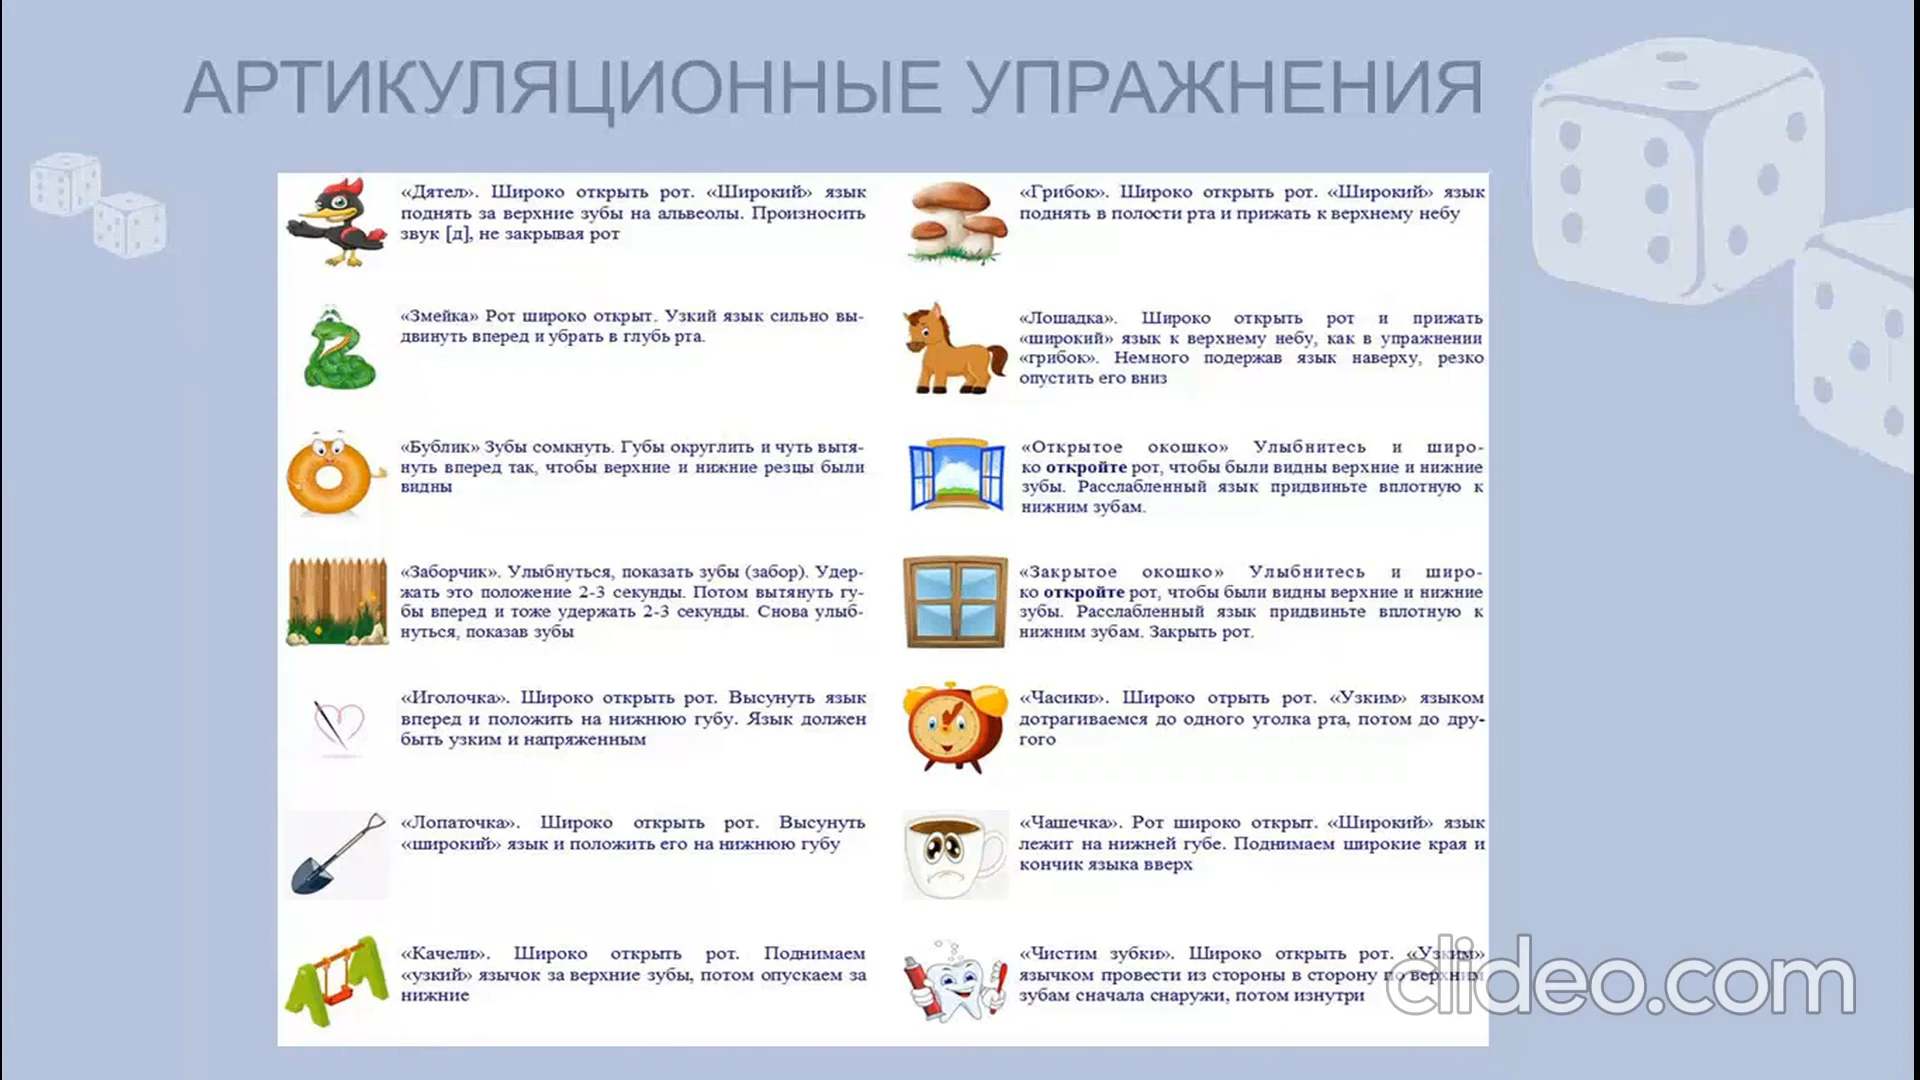 АРТИКУЛЯЦИОННЫЕ УПРАЖНЕНИЯ
«Дятел». Широко открыть рот. «Широкий» язык
поднять за верхние зубы на альвеолы. Произносить
звук [д], не закрывая рот
«Змейка» Рот широко открыт. Узкий язык сильно вы-
двинуть вперед и убрать в глубь рта.
«Бублик» Зубы сомкнуть. Губы округлить и чуть вытя-
нуть вперед так, чтобы верхние и нижние резцы были
видны
«Заборчик». Улыбнуться, показать зубы (забор). Удер-
жать это положение 2-3 секунды. Потом вытянуть гу-
бы вперед и тоже удержать 2-3 секунды. Снова улыб-
нуться, показав зубы
«Иголочка». Широко открыть рот. Высунуть язык
вперед и положить на нижнюю губу. Язык должен
быть узким и напряженным
«Лопаточка». Широко открыть рот. Высунуть
«широкий» язык и положить его на нижнюю губу
«Качели». Широко открыть рот. Поднимаем
«узкий» язычок за верхние зубы, потом опускаем за
нижние
«Грибок». Широко открыть рот. «Широкий» язык
поднять в полости рта и прижать к верхнему небу
«Лошадка». Широко открыть рот и прижать
«широкий» язык к верхнему небу, как в упражнении
«грибок». Немного подержав язык наверху, резко
опустить его вниз
«Открытое окошко» Улыбнитесь и широ-
ко откройте рот, чтобы были видны верхние и нижние
зубы. Расслабленный язык придвиньте вплотную к
нижним зубам.
«Закрытое окошко» Улыбнитесь и широ-
ко откройте рот, чтобы были видны верхние и нижние
зубы. Расслабленный язык придвиньте вплотную к
нижним зубам. Закрыть рот.
«Часики». Широко отрыть рот. «Узким» языком
дотрагиваемся до одного уголка рта, потом до дру-
гого
«Чашечка». Рот широко открыт. «Широкий» язык
лежит на нижней губе. Поднимаем широкие края и
кончик языка вверх
«Чистим зубки». Широко открыть рот. «Узким»
язычком провести из стороны в сторону по верхним
зубам сначала снаружи, потом изнутри
clideo.com